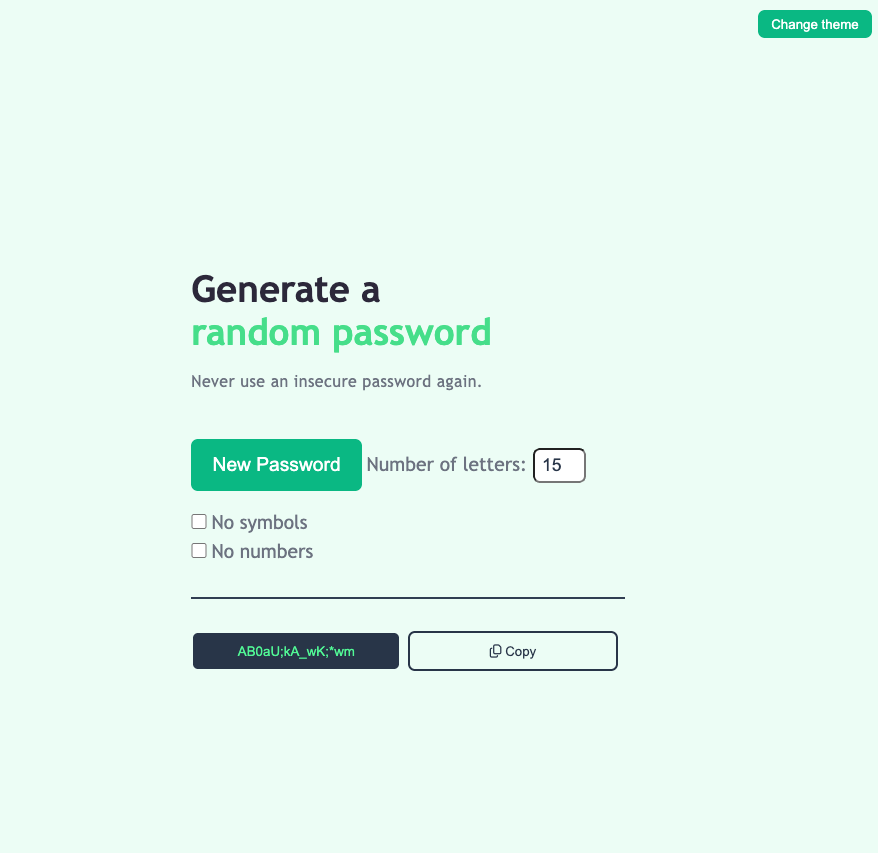 Change theme
Generate a
random password
Never use an insecure password again.
New Password Number of letters: 15
No symbols
No numbers
AB0aU;kA_wK;*wm Copy